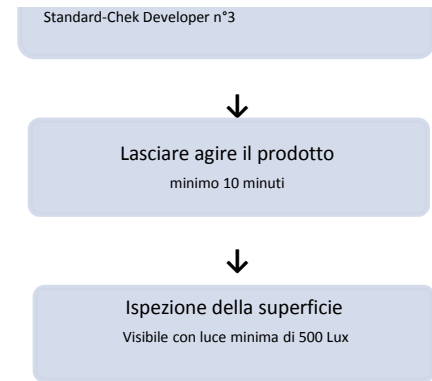 Standard-Chek Developer n°3
Lasciare agire il prodotto
minimo 10 minuti
Ispezione della superficie
Visibile con luce minima di 500 Lux